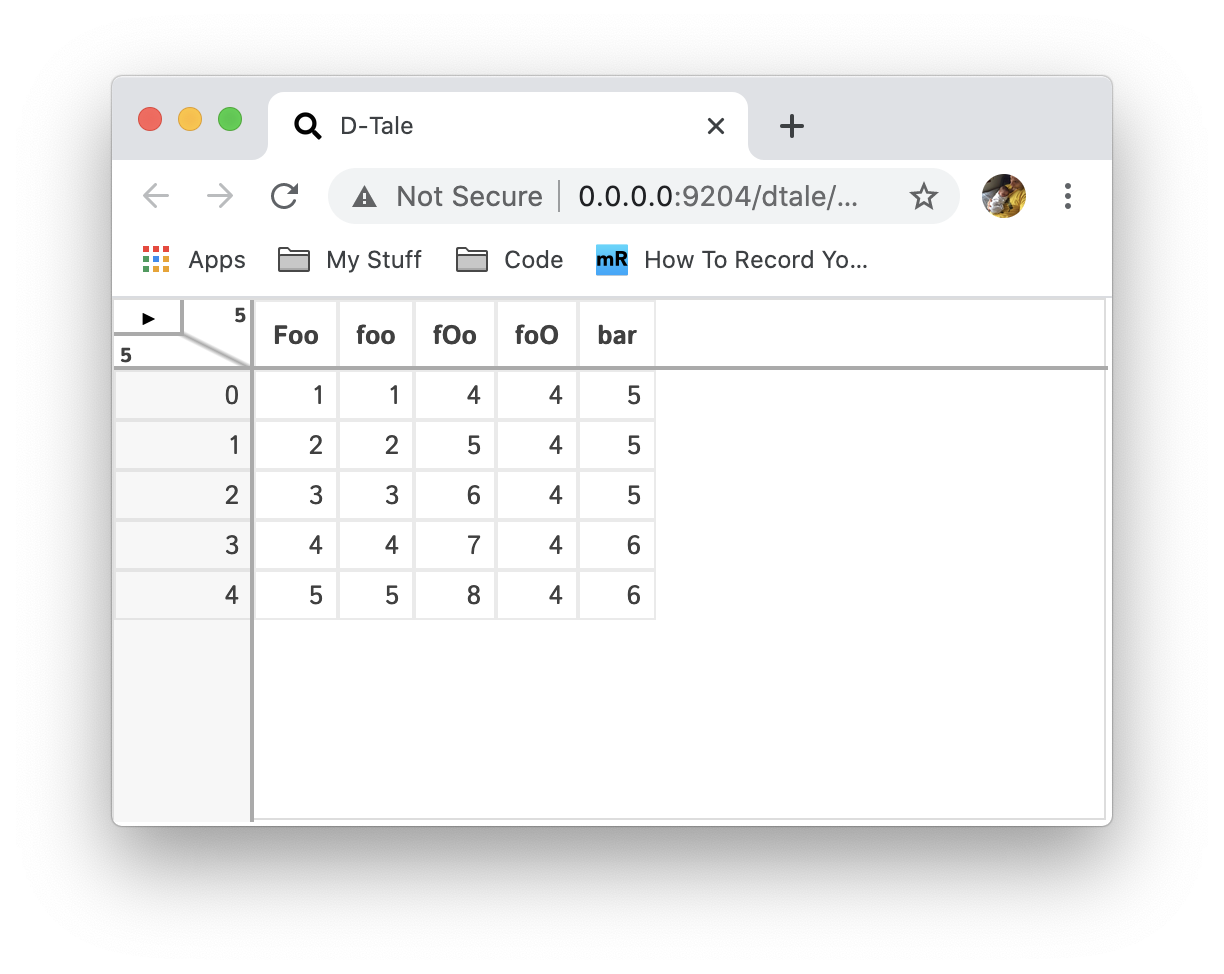 D-Tale
Not Secure 0.0.0.0:9204/dtale/...
Apps My Stuff Code mR How To Record Yo...
5
5
Foo foo fOo foO bar
0 1 1 4 4 5
1 2 2 5 4 5
2 3 3 6 4 5
3 4 4 7 4 6
4 5 5 8 4 6